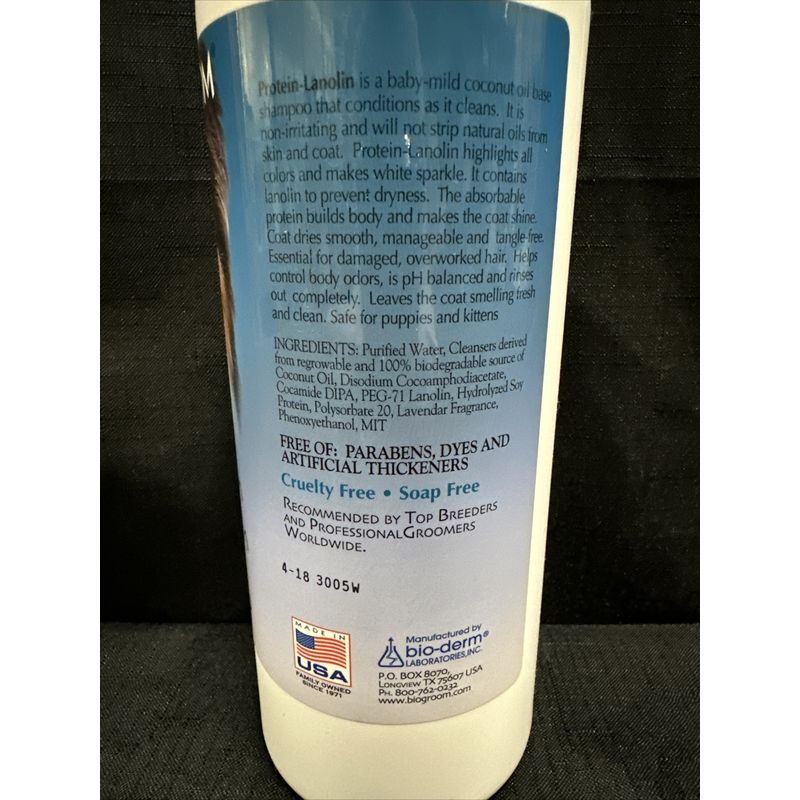 M
Protein-Lanolin is a baby-mild coconut oil base
shampoo that conditions as it cleans. It is
non-irritating and will not strip natural oils from
skin and coat. Protein-Lanolin highlights all
colors and makes white sparkle. It contains
lanolin to prevent dryness. The absorbable
protein builds body and makes the coat shine.
Coat dries smooth, manageable and tangle-free.
Essential for damaged, overworked hair. Helps
control body odors, is pH balanced and rinses
out completely. Leaves the coat smelling fresh
and clean. Safe for puppies and kittens
INGREDIENTS: Purified Water, Cleansers derived
from regrowable and 100% biodegradable source of
Coconut Oil, Disodium Cocoamphodiacetate,
Cocamide DIPA, PEG-71 Lanolin, Hydrolyzed Soy
Protein, Polysorbate 20, Lavendar Fragrance,
Phenoxyethanol, MIT
FREE OF: PARABENS, DYES AND
ARTIFICIAL THICKENERS
Cruelty Free • Soap Free
RECOMMENDED BY TOP BREEDERS
AND PROFESSIONALGROOMERS
WORLDWIDE.
4-18 3005W
MADE IN
USA
FAMILY OWNED
SINCE 1971
Manufactured by
bio-derm®
LABORATORIES, INC.
P.O. BOX 8070,
LONGVIEW TX 75607 USA
PH. 800-762-0232
www.biogroom.com